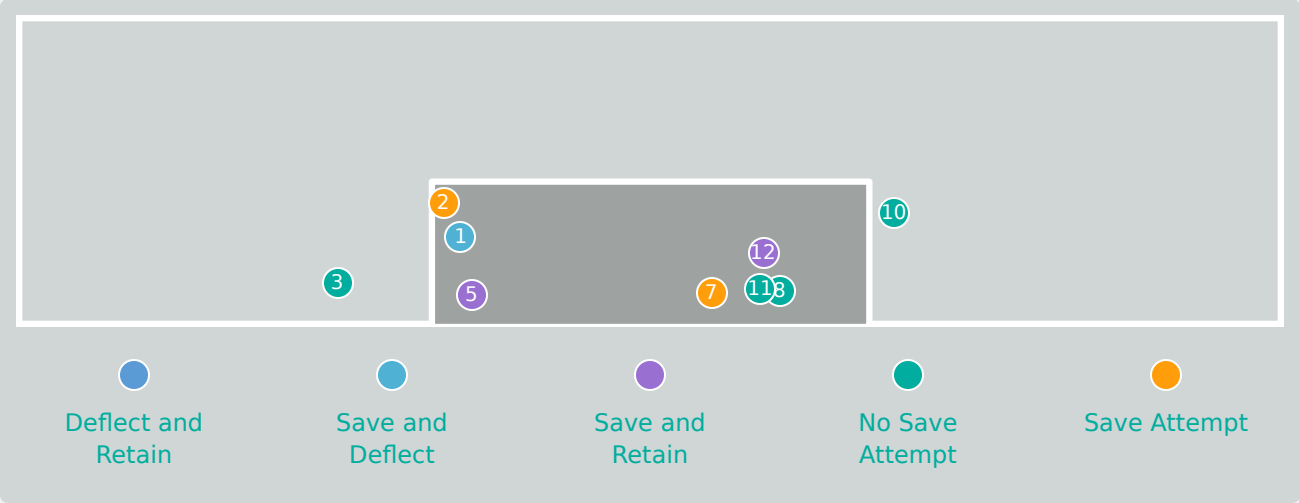 2
10
1
12
3
5
7
11
8
Deflect and
Retain
Save and
Deflect
Save and
Retain
No Save
Attempt
Save Attempt